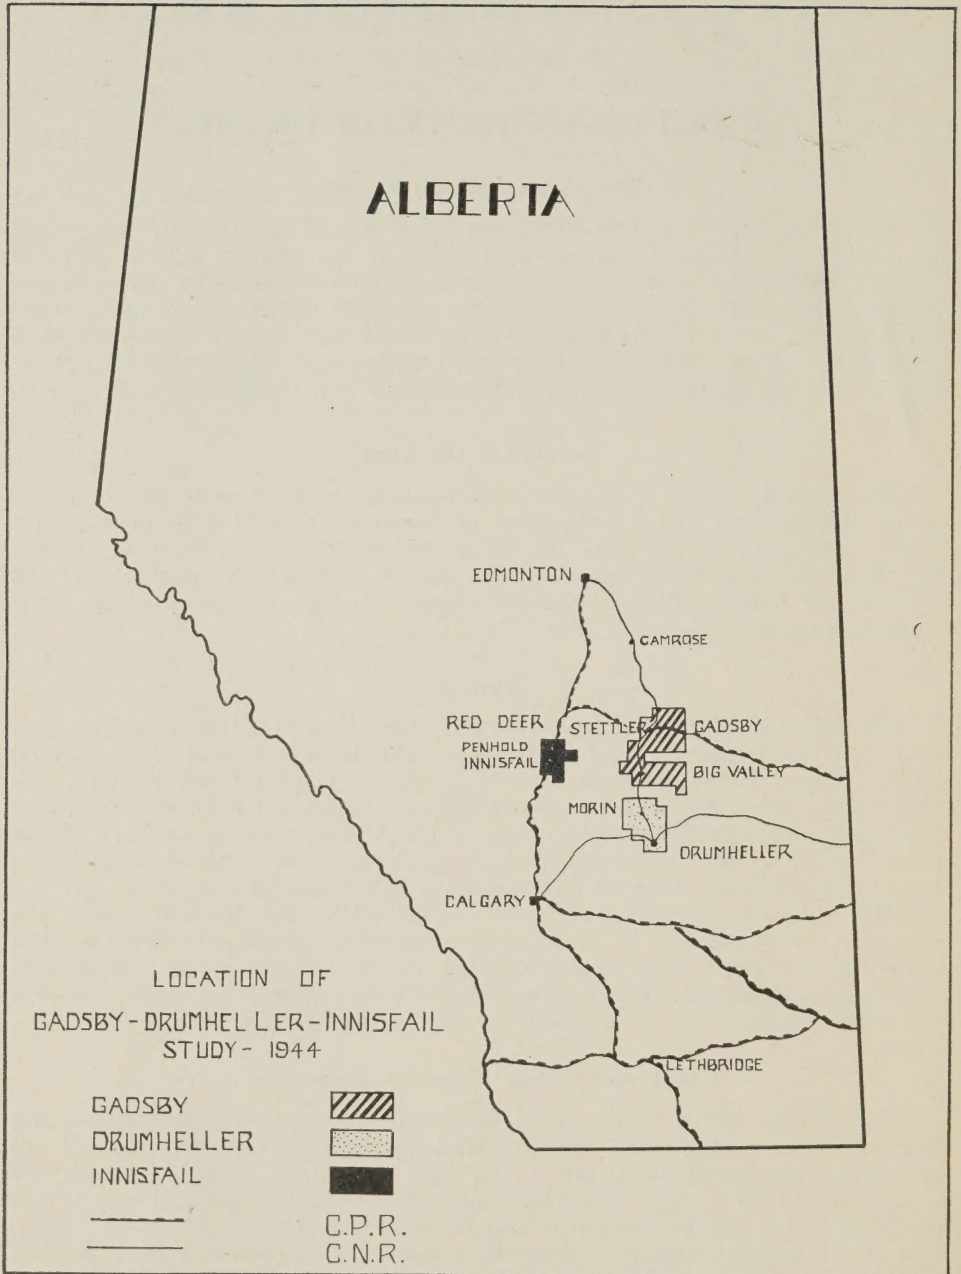 ALBERTA
EDMONTON
CAMROSE
RED DEER
STETTLER
GADSBY
PENHOLD
INNISFAIL
BIG VALLEY
MORIN
DRUMHELLER
CALGARY
LETHBRIDGE
LOCATION OF
GADSBY-DRUMHELLER-INNISFAIL
STUDY-1944
GADSBY
DRUMHELLER
INNISFAIL
C.P.R.
C.N.R.